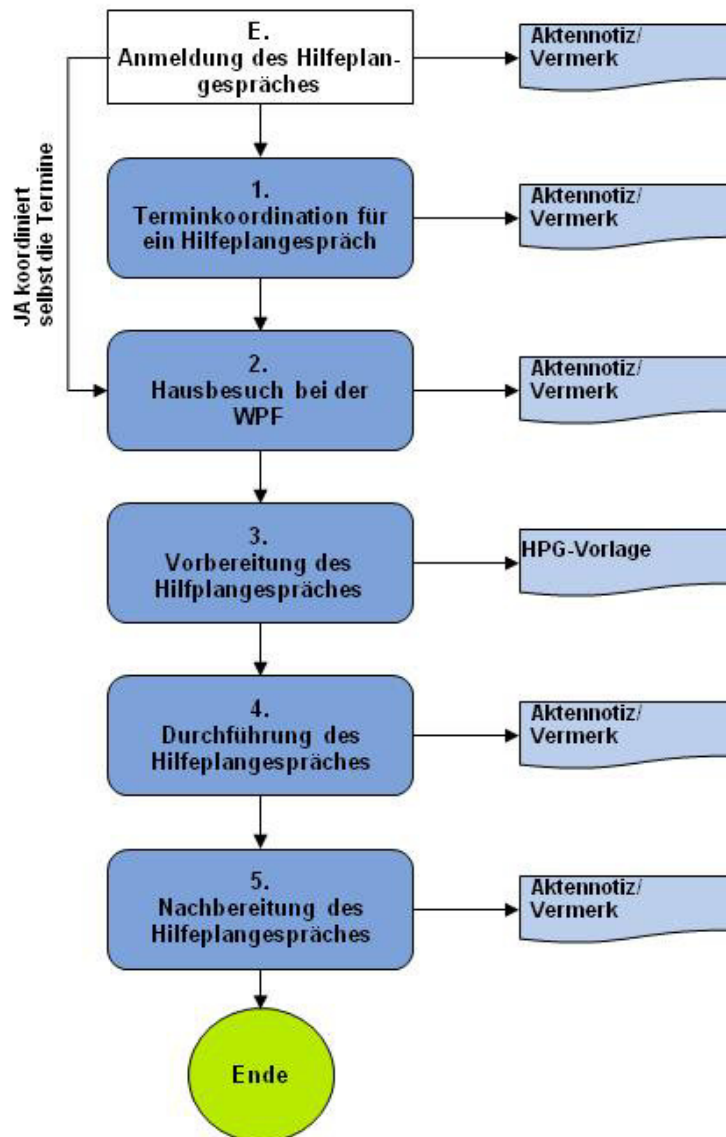 E.
Anmeldung des Hilfeplan-
gespräches
Aktennotiz/
Vermerk
JA koordiniert
selbst die Termine
1.
Terminkoordination für
ein Hilfeplangespräch
Aktennotiz/
Vermerk
2.
Hausbesuch bei der
WPF
Aktennotiz/
Vermerk
3.
Vorbereitung des
Hilfplangespräches
HPG-Vorlage
4.
Durchführung des
Hilfeplangespräches
Aktennotiz/
Vermerk
5.
Nachbereitung des
Hilfeplangespräches
Aktennotiz/
Vermerk
Ende